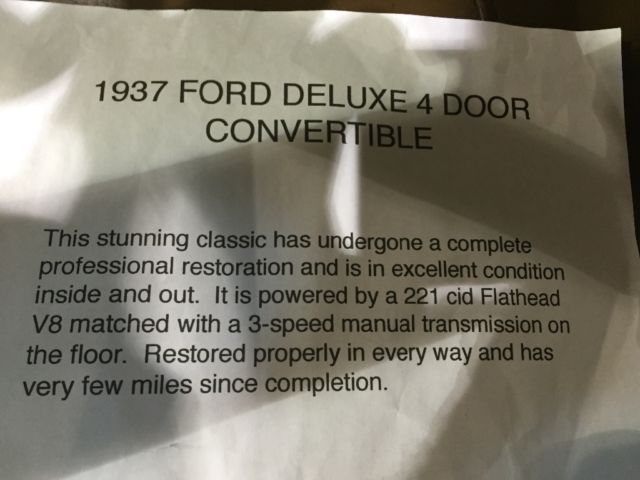 1937 FORD DELUXE 4 DOOR
CONVERTIBLE
This stunning classic has undergone a complete
professional restoration and is in excellent condition
inside and out. It is powered by a 221 cid Flathead
V8 matched with a 3-speed manual transmission on
the floor. Restored properly in every way and has
very few miles since completion.